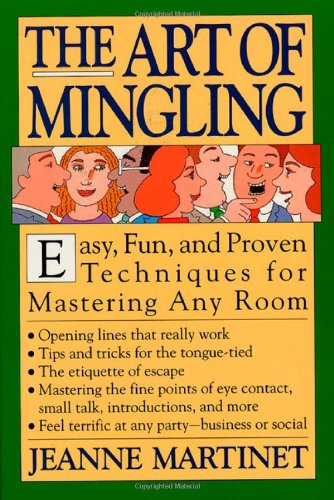 THE ART OF
MINGLING
Easy, Fun, and Proven
Techniques for
Mastering Any Room
• Opening lines that really work
• Tips and tricks for the tongue-tied
• The etiquette of escape
• Mastering the fine points of eye contact,
small talk, introductions, and more
• Feel terrific at any party—business or social
JEANNE MARTINET